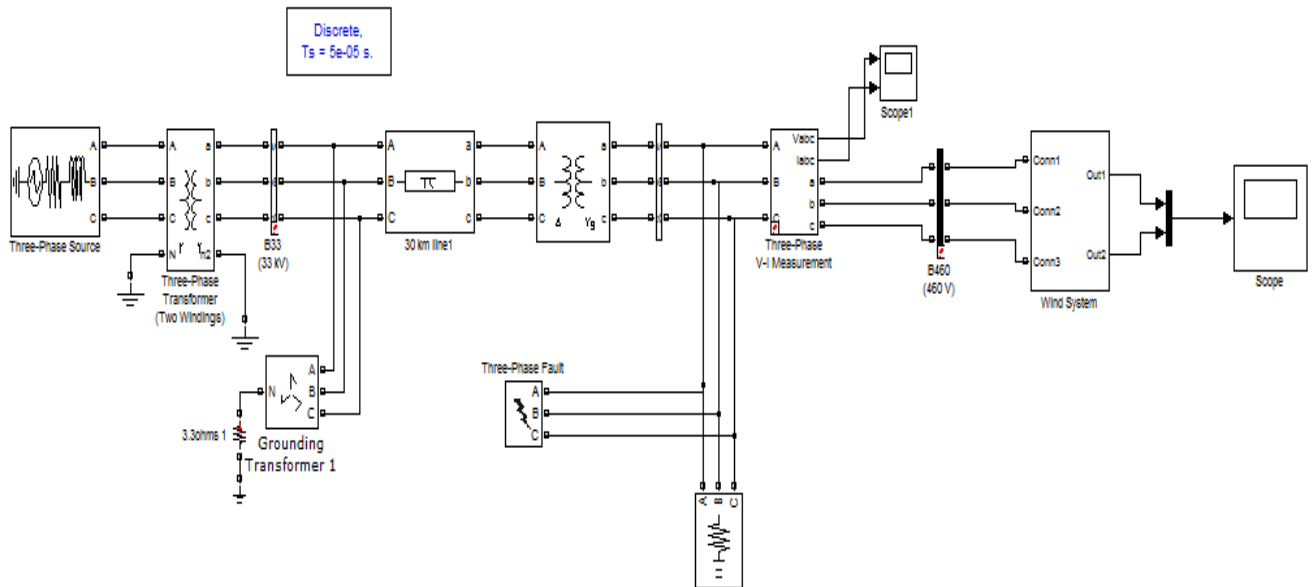 Discrete,
Ts = 5e-05 s.
Scope1
A
B
C
Three-Phase Source
A
B
C
N
a
b
c
Yn2
Three-Phase
Transformer
(Two Windings)
B33
(33 kV)
A
B
C
a
b
c
30 km line1
A
B
C
a
b
c
Δ
Yg
A
B
C
Vabc
Iabc
a
b
c
Three-Phase
V-I Measurement
B460
(460 V)
Conn1
Conn2
Conn3
Out1
Out2
Wind System
Scope
N
A
B
C
3.3ohms 1
Grounding
Transformer 1
Three-Phase Fault
A
B
C
A
B
C